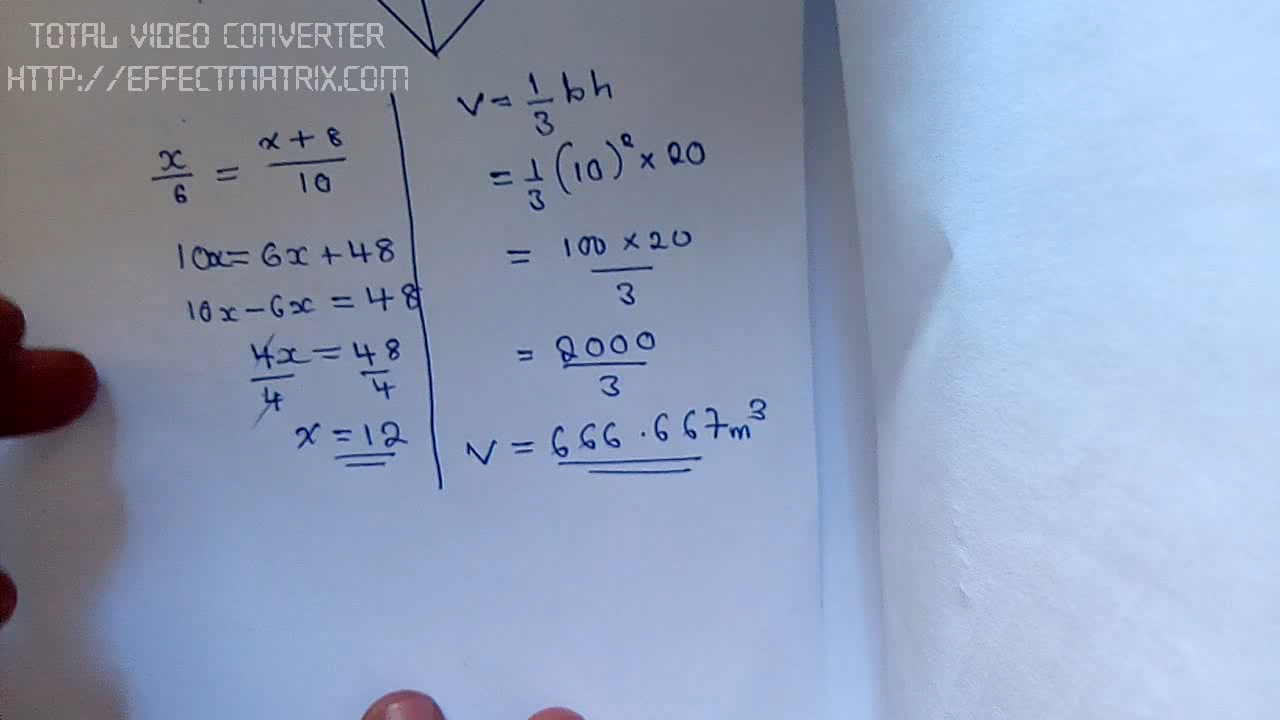 TOTAL VIDEO CONVERTER
HTTP://EFFECTMATRIX.COM
x/6 = x + 8/10
10x = 6x + 48
10x - 6x = 48
4x/4 = 48/4
x = 12
V = 1/3 bh
= 1/3 (10)² × 20
= 100 × 20/3
= 2000/3
V = 666.667m³